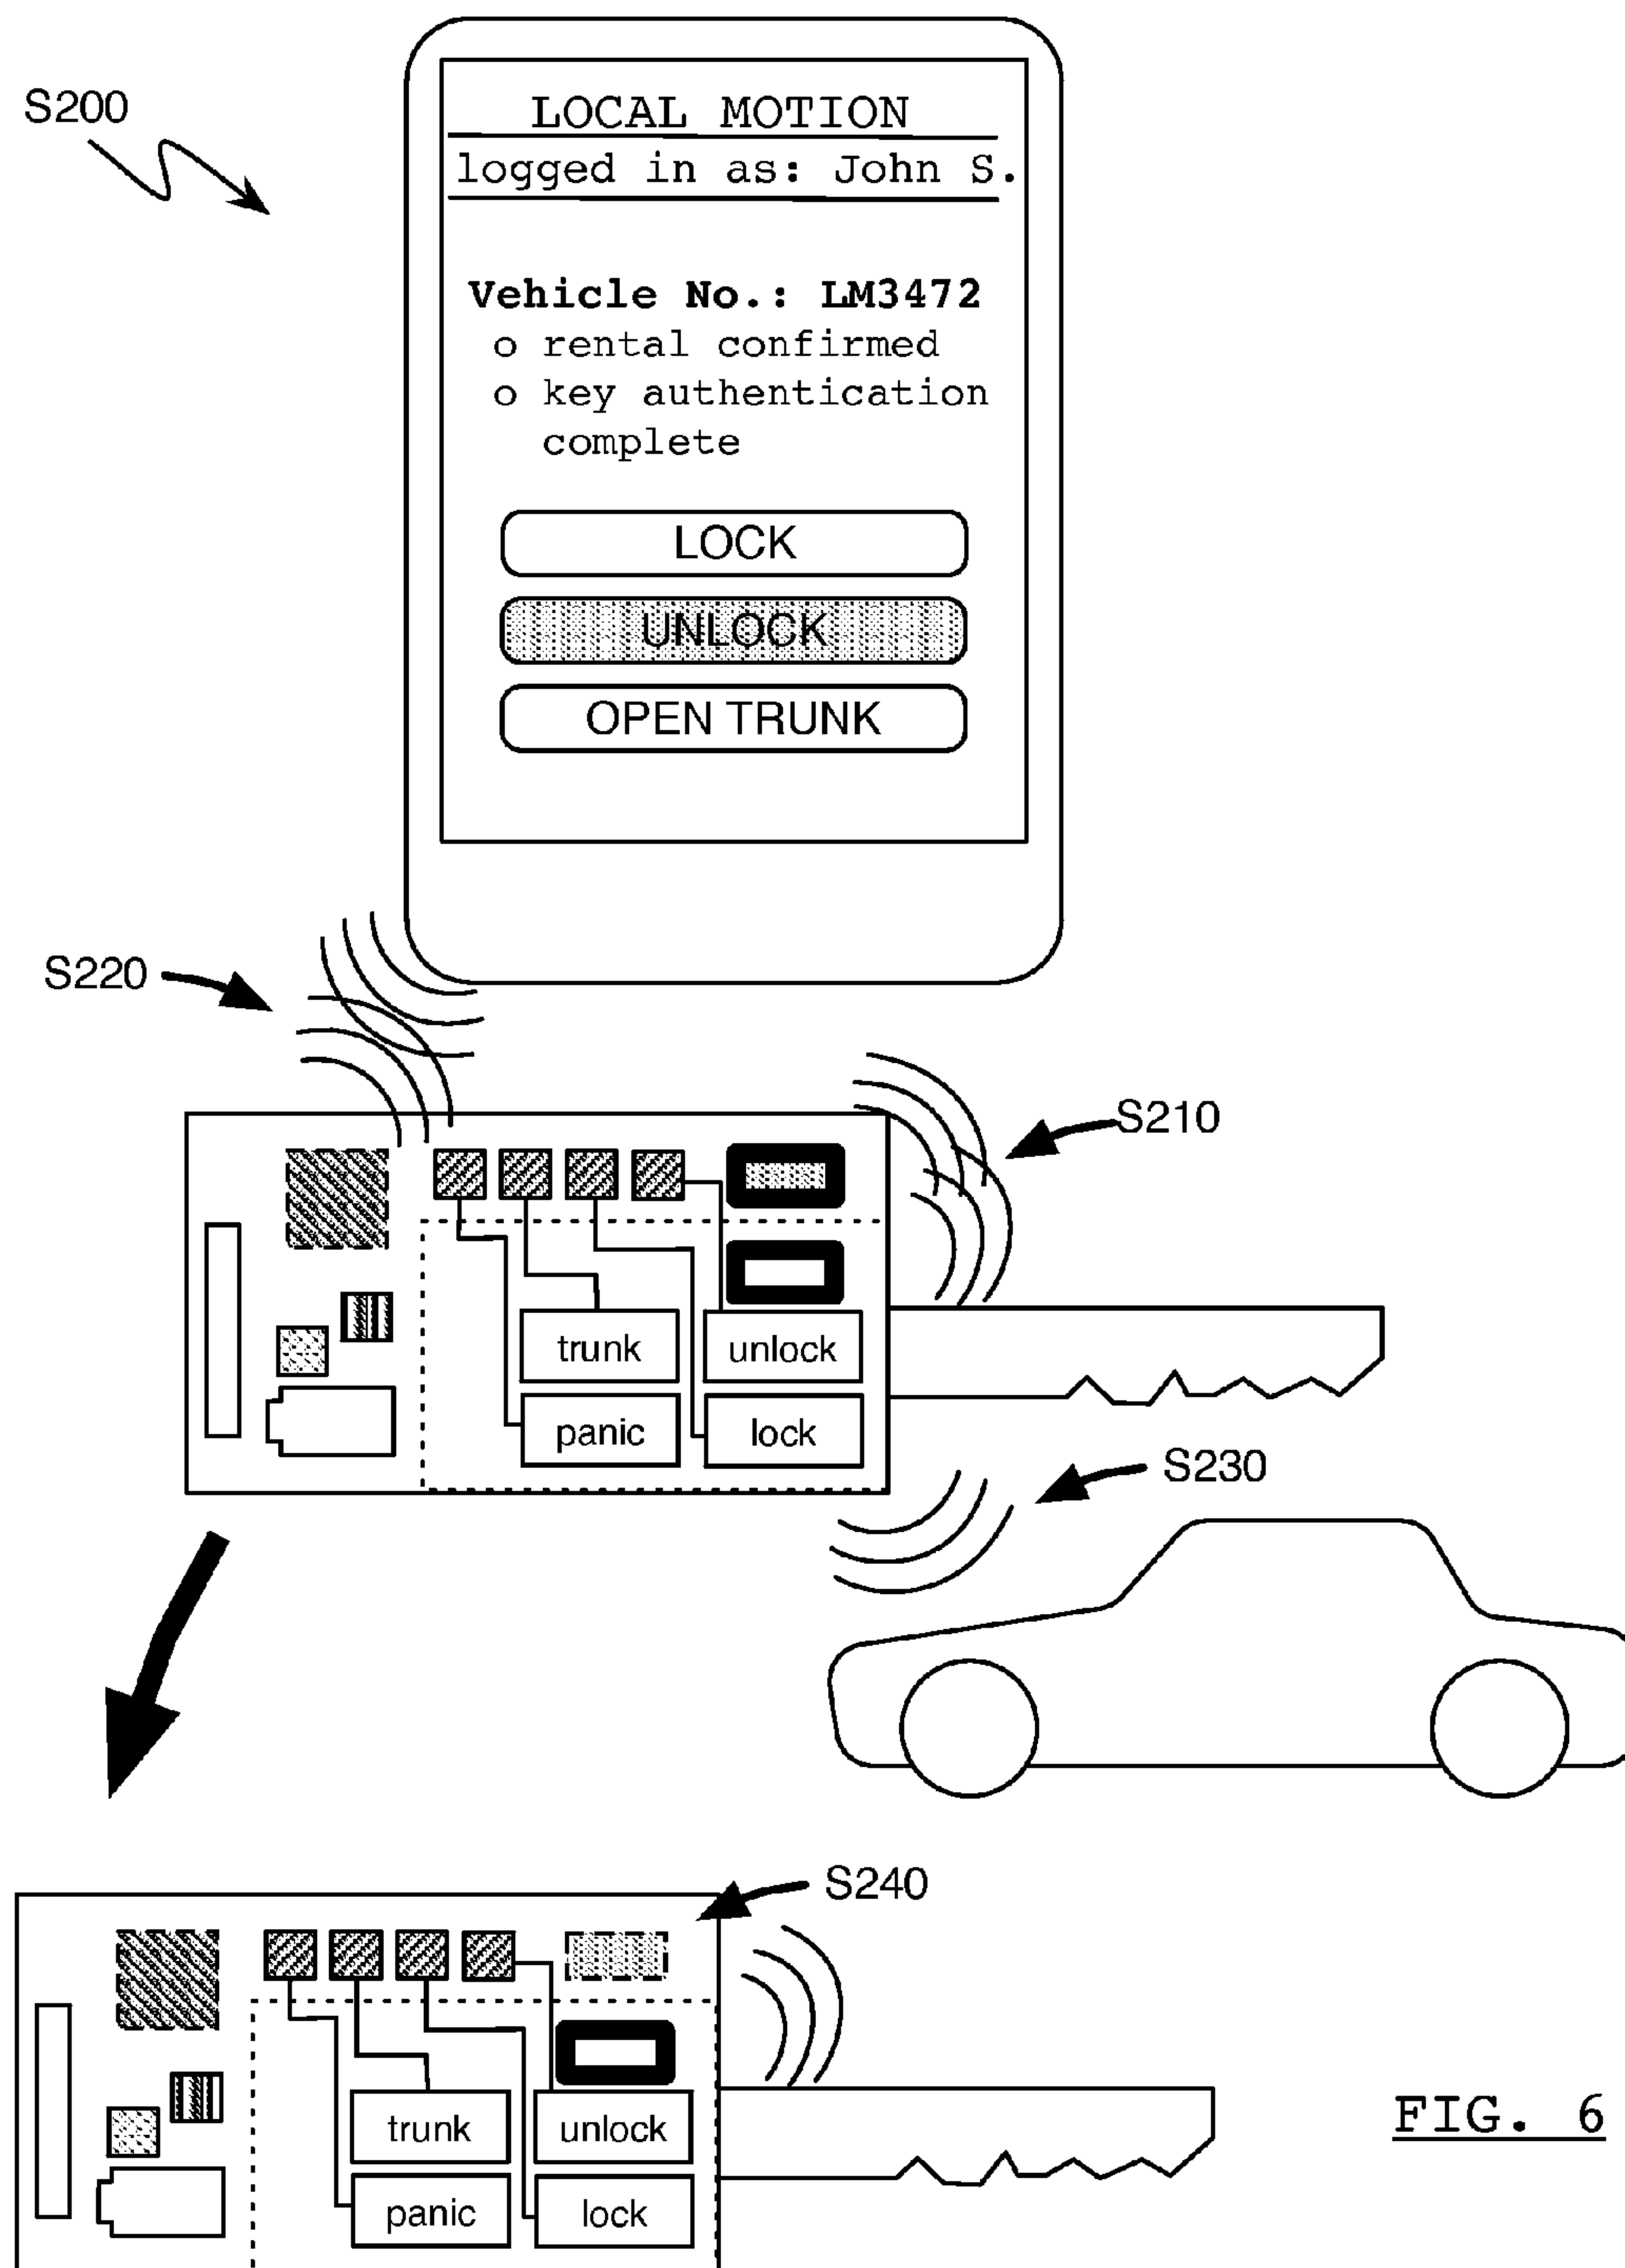 S200
LOCAL MOTION
logged in as: John S.
Vehicle No.: LM3472
o rental confirmed
o key authentication
complete
LOCK
UNLOCK
OPEN TRUNK
S220
S210
trunk
unlock
panic
lock
S230
S240
trunk
unlock
panic
lock
FIG. 6